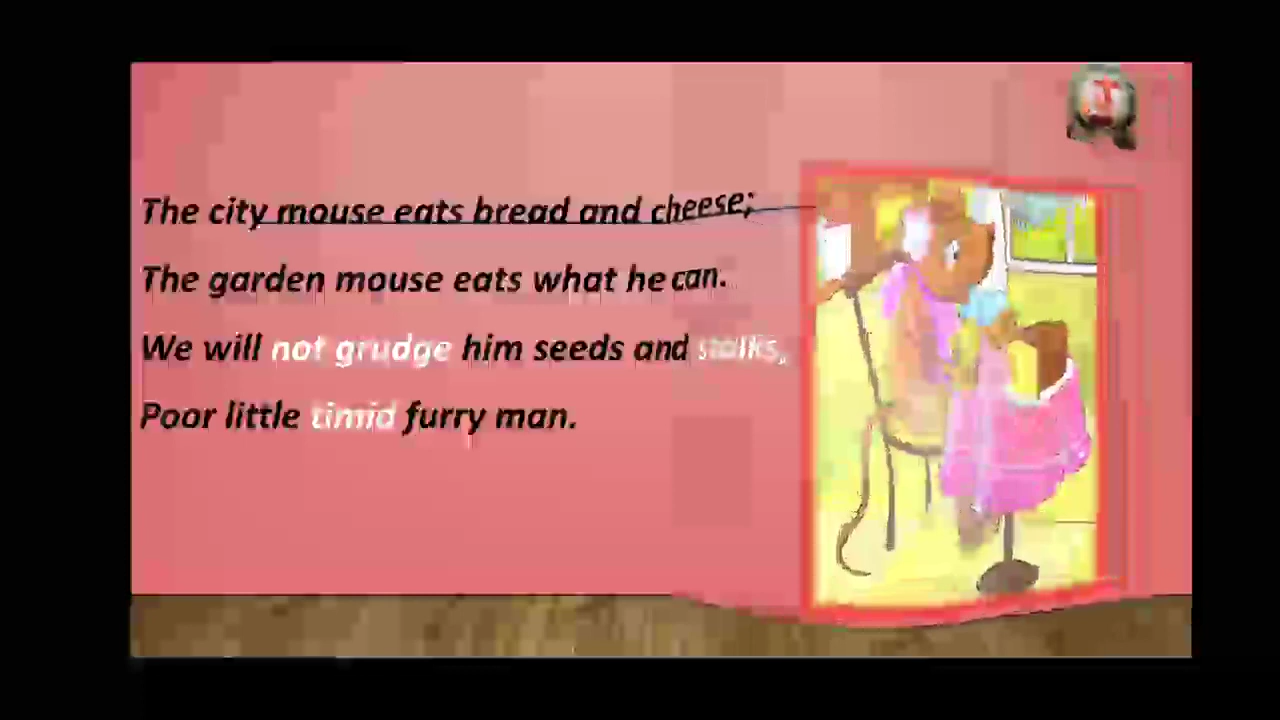 The city mouse eats bread and cheese;
The garden mouse eats what he can.
We will not grudge him seeds and stalks,
Poor little timid furry man.